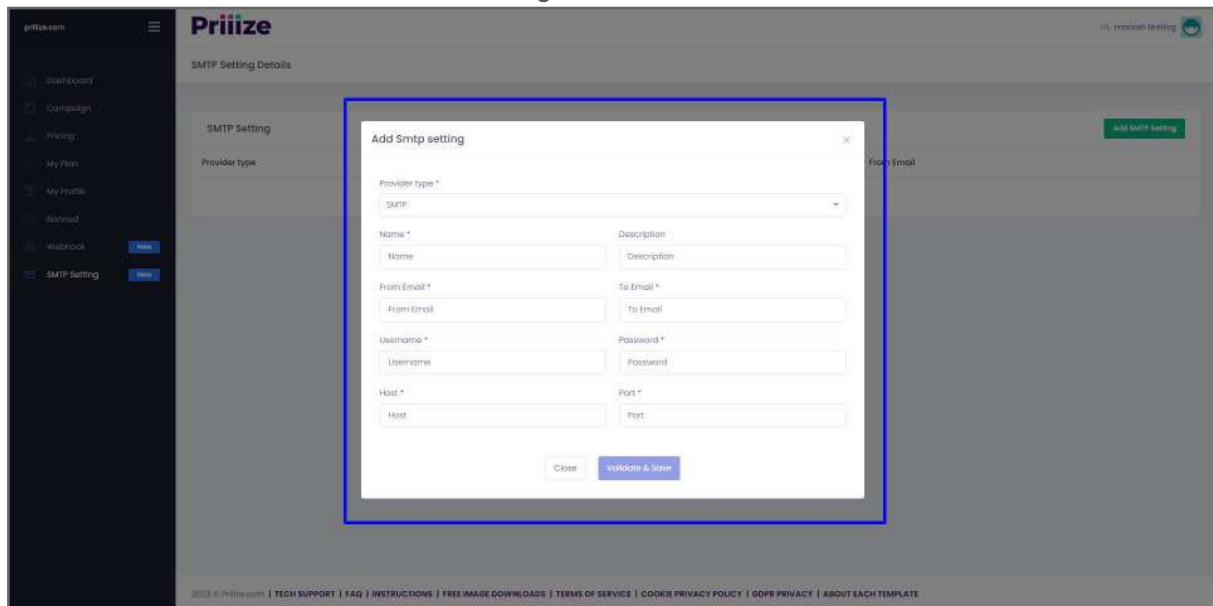 priiize.com
Priiize
Hi, manish testing
SMTP Setting Details
Dashboard
Campaign
Pricing
My Plan
My Profile
Banned
Webhook New
SMTP Setting New
SMTP Setting
Add SMTP Setting
Provider type
From Email
Add Smtp setting
×
Provider type *
SMTP
Name * Description
Name Description
From Email * To Email *
From Email To Email
Username * Password *
Username Password
Host * Port *
Host Port
Close Validate & Save
2023 © Priiize.com | TECH SUPPORT | FAQ | INSTRUCTIONS | FREE IMAGE DOWNLOADS | TERMS OF SERVICE | COOKIE PRIVACY POLICY | GDPR PRIVACY | ABOUT EACH TEMPLATE